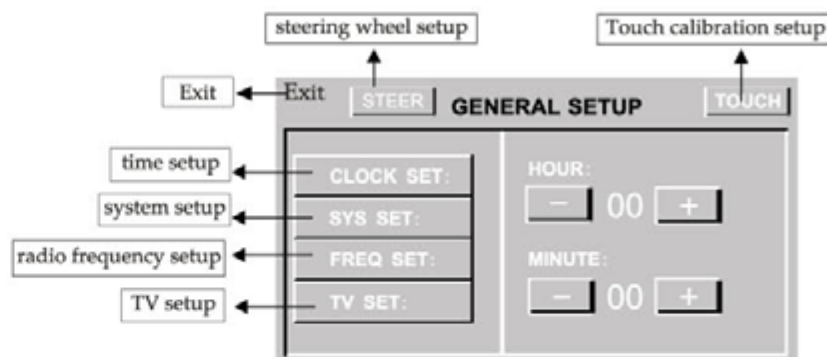 steering wheel setup
Touch calibration setup
Exit
Exit
STEER
GENERAL SETUP
TOUCH
time setup
CLOCK SET:
system setup
SYS SET:
radio frequency setup
FREQ SET:
TV setup
TV SET:
HOUR:
− 00 +
MINUTE:
− 00 +